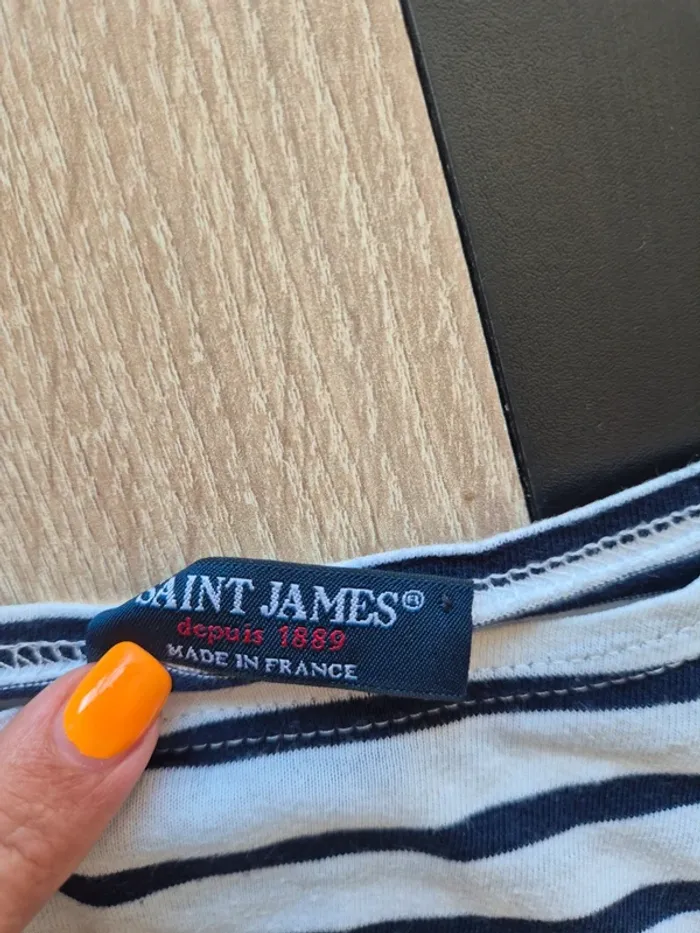 SAINT JAMES®
depuis 1889
MADE IN FRANCE